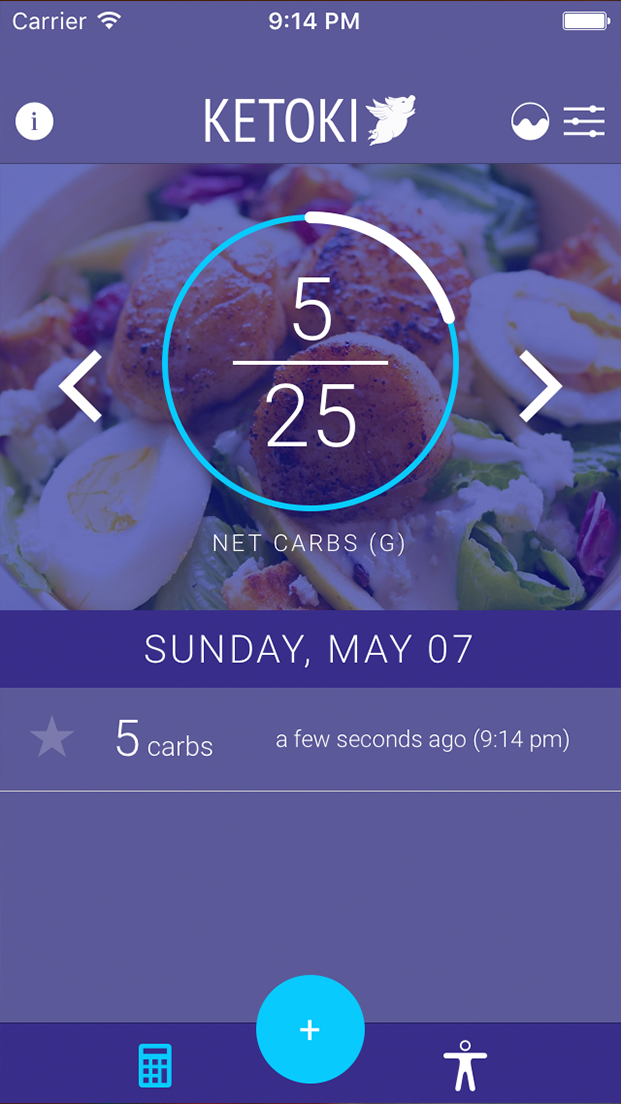 Carrier 9:14 PM
i KETOKI
5
25
NET CARBS (G)
SUNDAY, MAY 07
5 carbs a few seconds ago (9:14 pm)
+